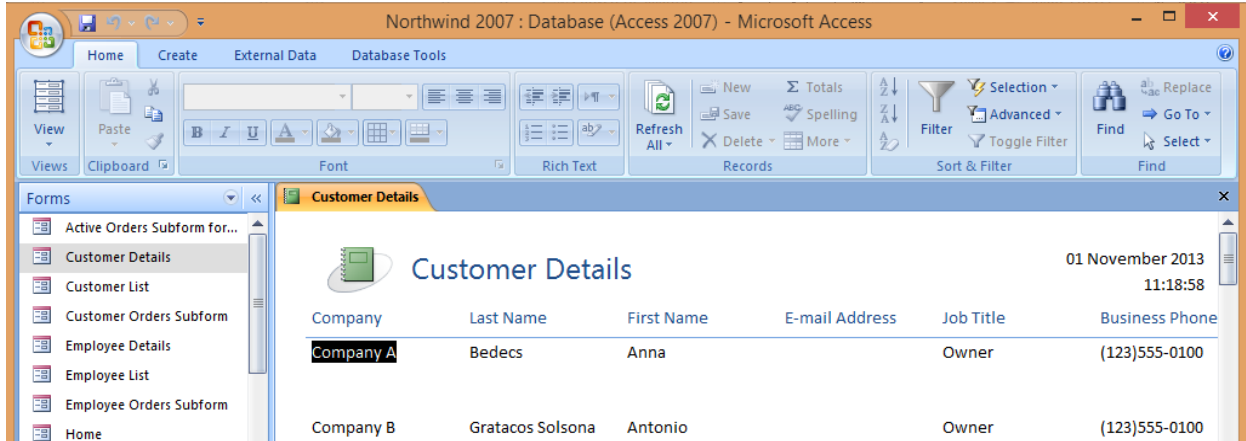 Northwind 2007 : Database (Access 2007) - Microsoft Access
Home Create External Data Database Tools
View
Views
Paste
Clipboard
B I U A
Font
ab
Rich Text
Refresh All
New
Save
Delete
Σ Totals
ABC Spelling
More
Records
A Z
Z A
A Z
Filter
Selection
Advanced
Toggle Filter
Sort & Filter
Find
ab ac Replace
Go To
Select
Find
Forms
Active Orders Subform for...
Customer Details
Customer List
Customer Orders Subform
Employee Details
Employee List
Employee Orders Subform
Home
Customer Details
Customer Details
01 November 2013
11:18:58
Company Last Name First Name E-mail Address Job Title Business Phone
Company A Bedecs Anna Owner (123)555-0100
Company B Gratacos Solsona Antonio Owner (123)555-0100